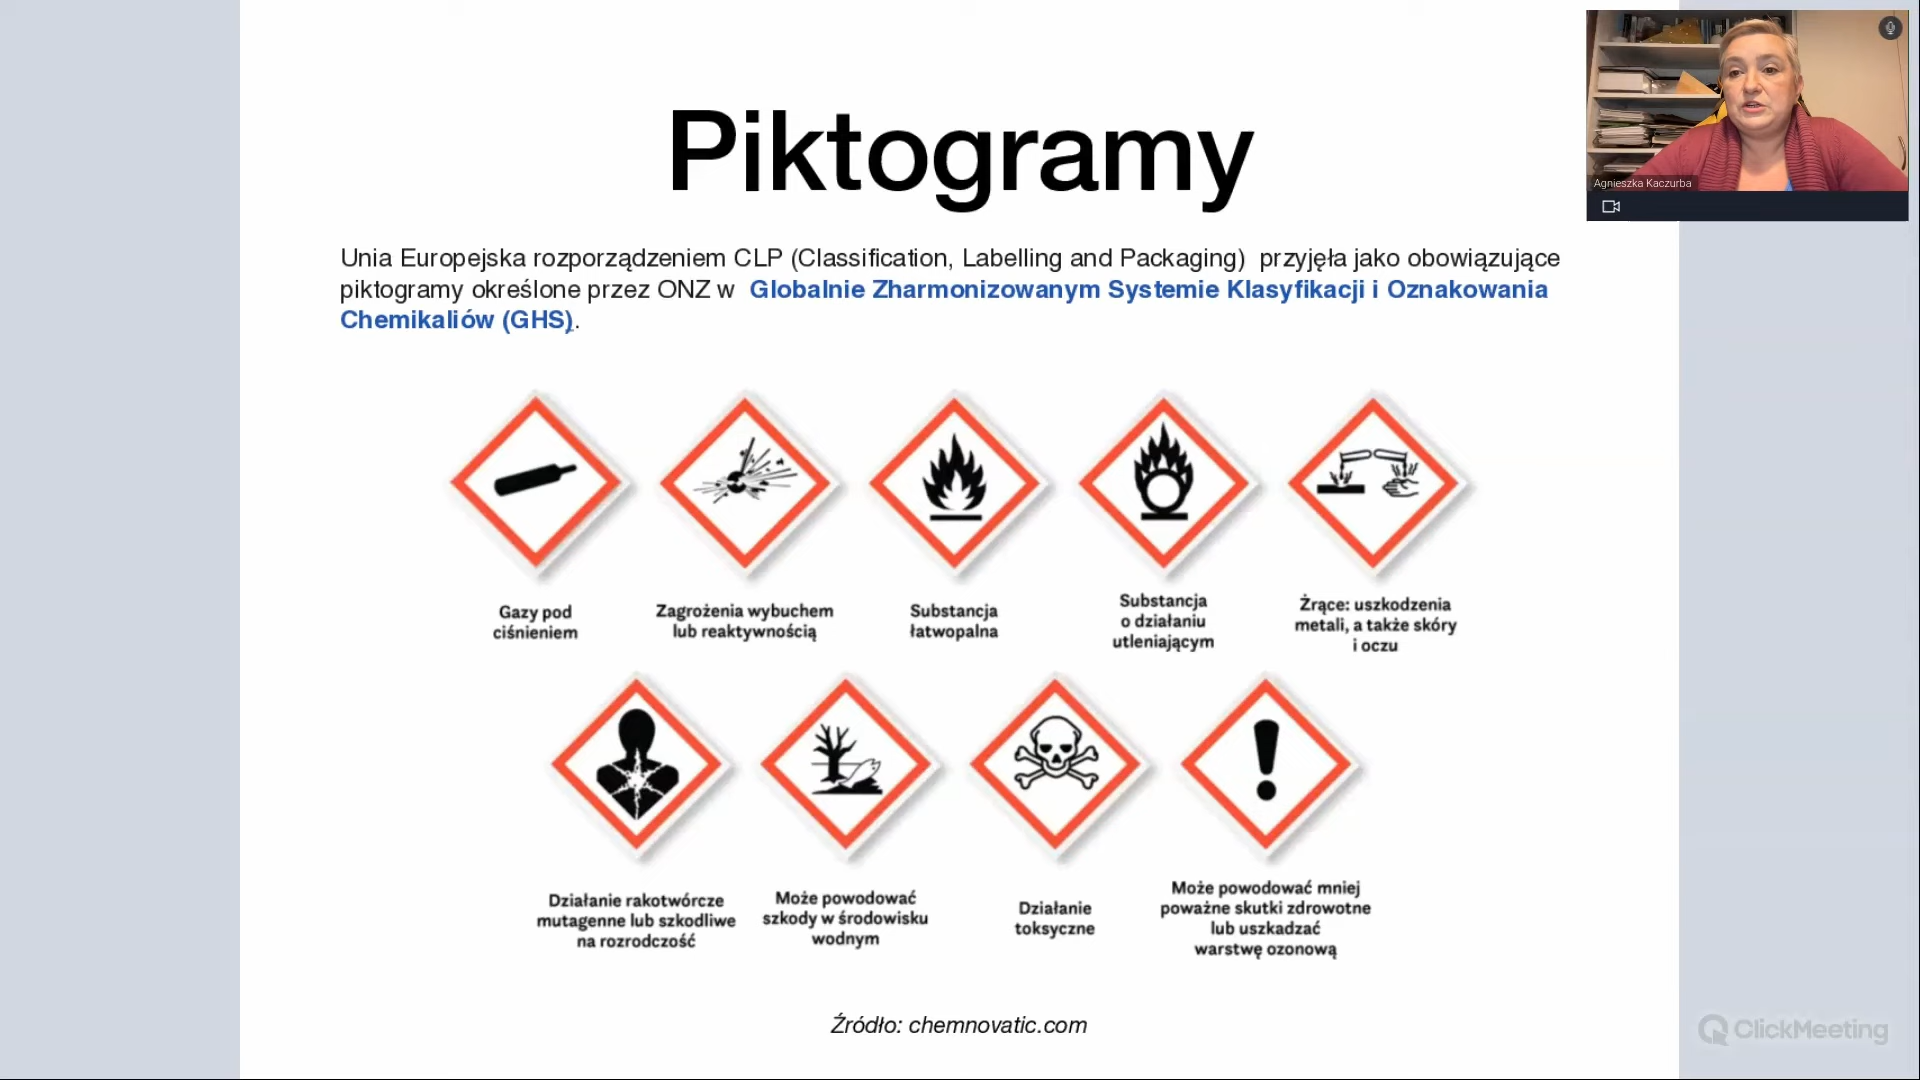 Piktogramy
Agnieszka Kaczurba
Unia Europejska rozporządzeniem CLP (Classification, Labelling and Packaging) przyjęła jako obowiązujące
piktogramy określone przez ONZ w Globalnie Zharmonizowanym Systemie Klasyfikacji i Oznakowania
Chemikaliów (GHS).
Gazy pod
ciśnieniem
Zagrożenia wybuchem
lub reaktywnością
Substancja
łatwopalna
Substancja
o działaniu
utleniającym
Żrące: uszkodzenia
metali, a także skóry
i oczu
Działanie rakotwórcze
mutagenne lub szkodliwe
na rozrodczość
Może powodować
szkody w środowisku
wodnym
Działanie
toksyczne
Może powodować mniej
poważne skutki zdrowotne
lub uszkadzać
warstwę ozonową
Źródło: chemnovatic.com
ClickMeeting